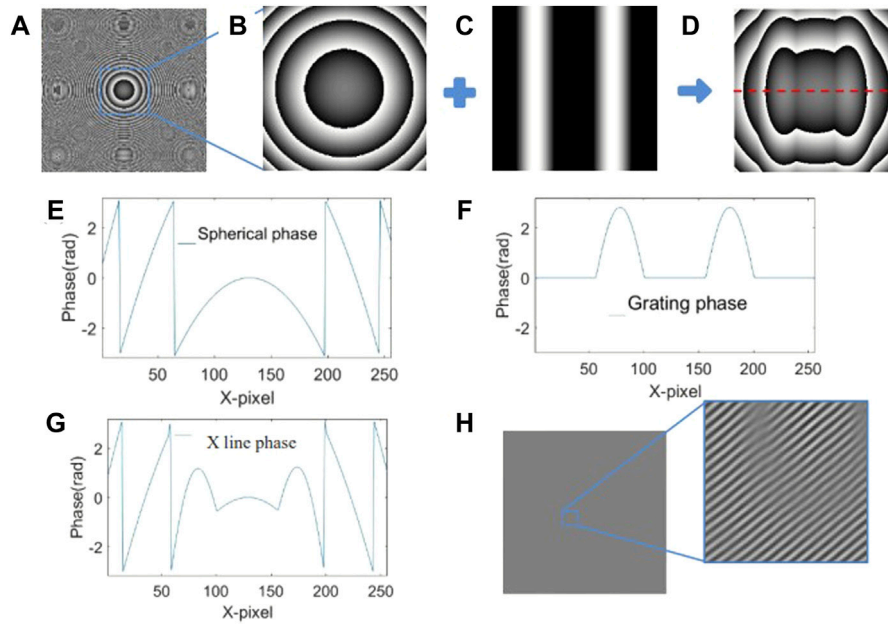 A
B
C
D
E
2
0
-2
Phase(rad)
Spherical phase
50
100
150
200
250
X-pixel
F
2
0
-2
Phase(rad)
Grating phase
50
100
150
200
250
X-pixel
G
2
0
-2
Phase(rad)
X line phase
50
100
150
200
250
X-pixel
H